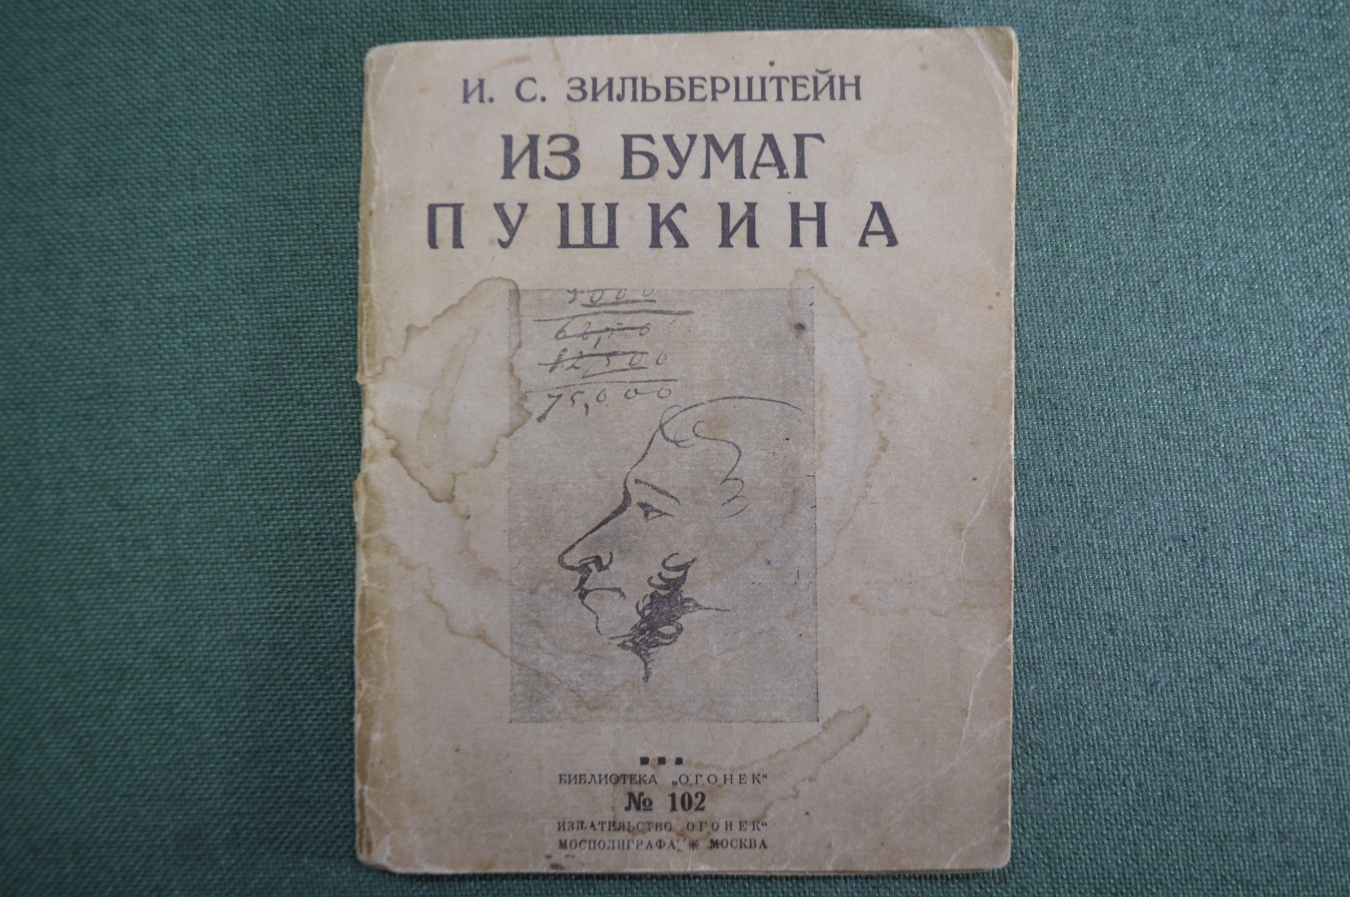 И. С. ЗИЛЬБЕРШТЕЙН
ИЗ БУМАГ
ПУШКИНА
75,000
БИБЛИОТЕКА „ОГОНЕК“
№ 102
ИЗДАТЕЛЬСТВО „ОГОНЕК“
МОСПОЛИГРАФА * МОСКВА